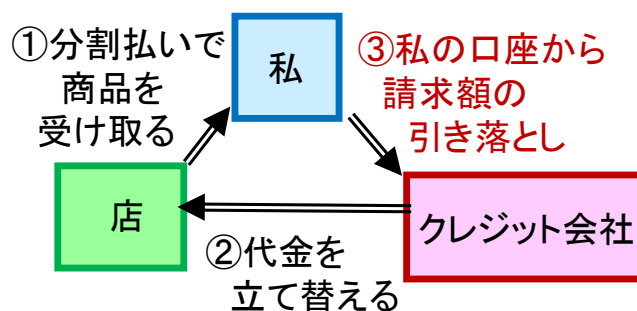 ①分割払いで
商品を
受け取る
私
③私の口座から
請求額の
引き落とし
店
クレジット会社
②代金を
立て替える